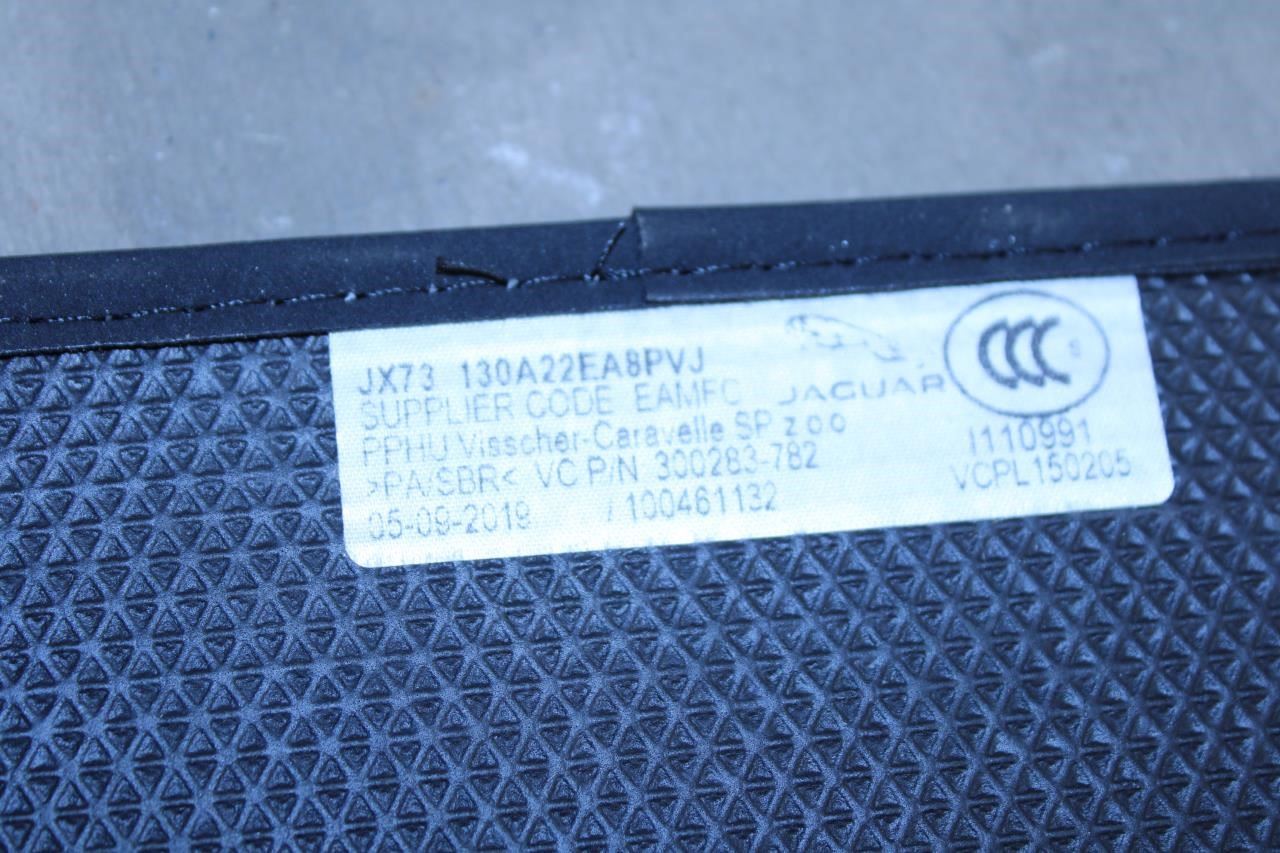 JX73 130A22EA8PVJ
SUPPLIER CODE EAMFC JAGUAR
PPHU Visscher-Caravelle SP z o o
>PA/SBR< VC P/N 300283-782
05-09-2019 / 100461132
CCC S
I110991
VCPL150205